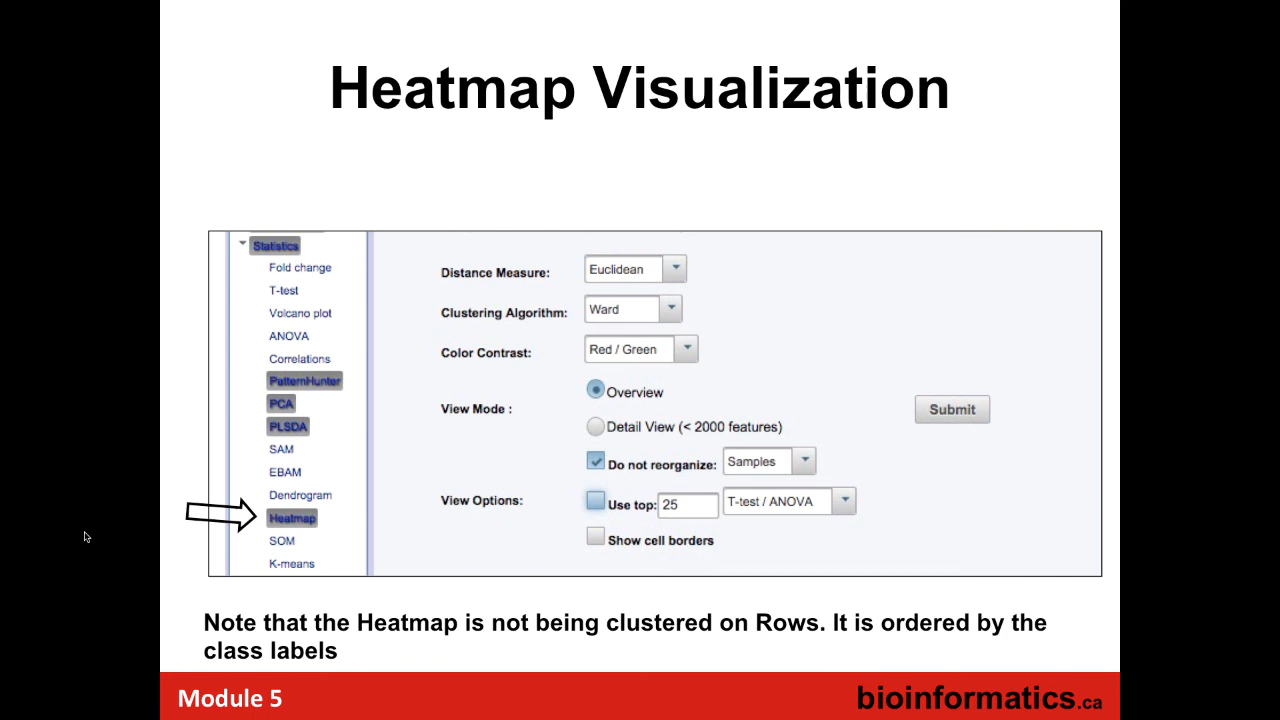 Heatmap Visualization
Statistics
Fold change
T-test
Volcano plot
ANOVA
Correlations
PatternHunter
PCA
PLSDA
SAM
EBAM
Dendrogram
Heatmap
SOM
K-means
Distance Measure: Euclidean
Clustering Algorithm: Ward
Color Contrast: Red / Green
View Mode : Overview
Detail View (< 2000 features)
Submit
Do not reorganize: Samples
View Options: Use top: 25 T-test / ANOVA
Show cell borders
Note that the Heatmap is not being clustered on Rows. It is ordered by the
class labels
Module 5
bioinformatics.ca